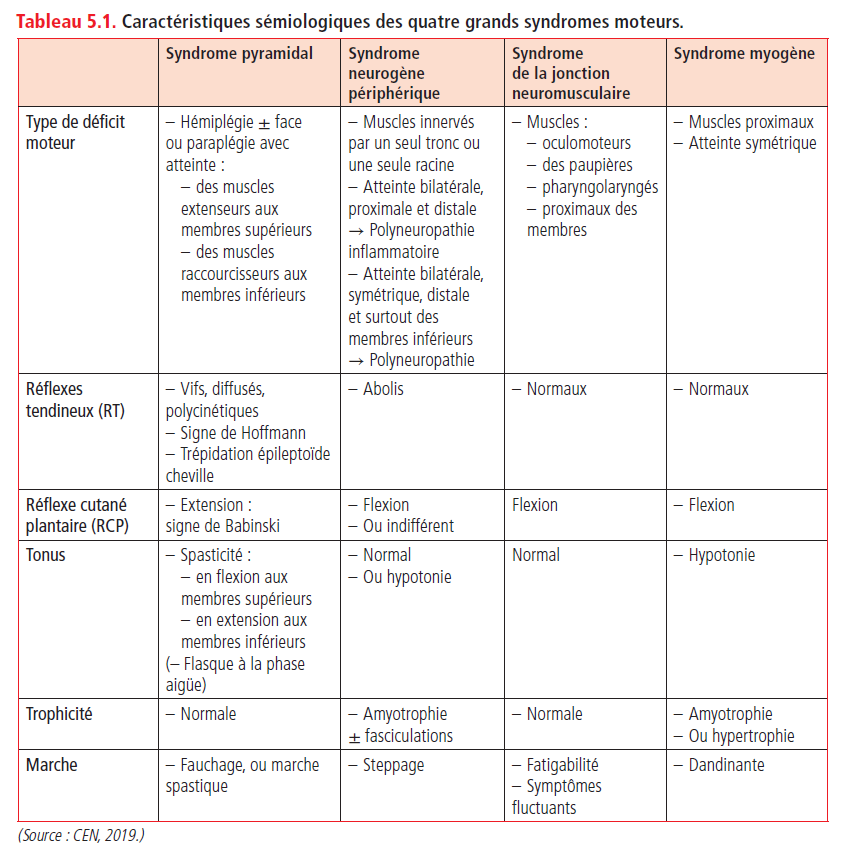 Tableau 5.1. Caractéristiques sémiologiques des quatre grands syndromes moteurs.
Syndrome pyramidal
Syndrome
neurogène
périphérique
Syndrome
de la jonction
neuromusculaire
Syndrome myogène
Type de déficit
moteur
– Hémiplégie ± face
ou paraplégie avec
atteinte :
– des muscles
extenseurs aux
membres supérieurs
– des muscles
raccourcisseurs aux
membres inférieurs
– Muscles innervés
par un seul tronc ou
une seule racine
– Atteinte bilatérale,
proximale et distale
→ Polyneuropathie
inflammatoire
– Atteinte bilatérale,
symétrique, distale
et surtout des
membres inférieurs
→ Polyneuropathie
– Muscles :
– oculomoteurs
– des paupières
– pharyngolaryngés
– proximaux des
membres
– Muscles proximaux
– Atteinte symétrique
Réflexes
tendineux (RT)
– Vifs, diffusés,
polycinétiques
– Signe de Hoffmann
– Trépidation épileptoïde
cheville
– Abolis
– Normaux
– Normaux
Réflexe cutané
plantaire (RCP)
– Extension :
signe de Babinski
– Flexion
– Ou indifférent
Flexion
– Flexion
Tonus
– Spasticité :
– en flexion aux
membres supérieurs
– en extension aux
membres inférieurs
(– Flasque à la phase
aigüe)
– Normal
– Ou hypotonie
Normal
– Hypotonie
Trophicité
– Normale
– Amyotrophie
± fasciculations
– Normale
– Amyotrophie
– Ou hypertrophie
Marche
– Fauchage, ou marche
spastique
– Steppage
– Fatigabilité
– Symptômes
fluctuants
– Dandinante
(Source : CEN, 2019.)